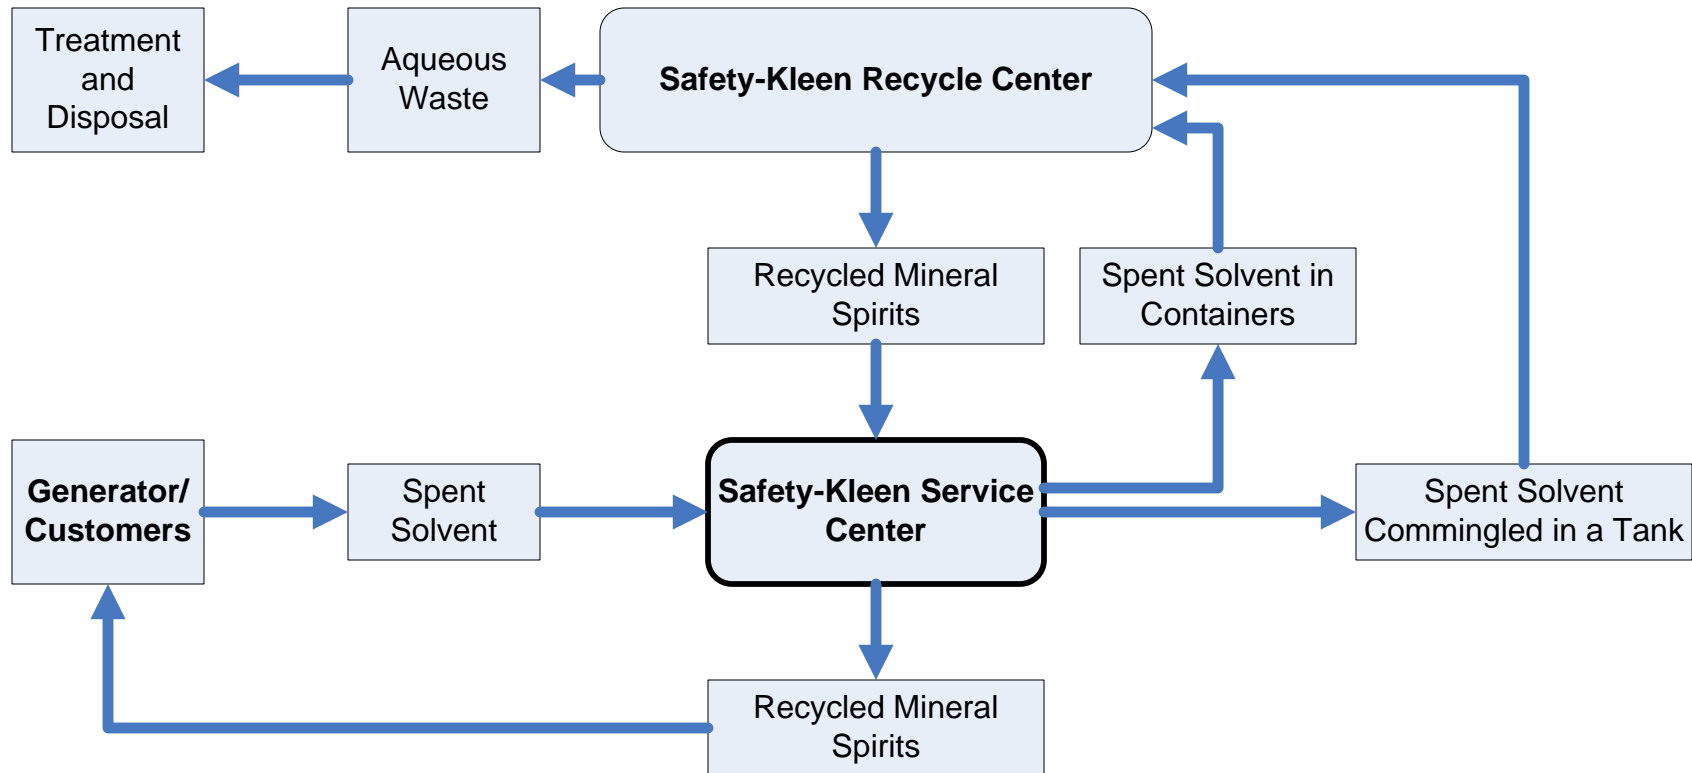 Treatment
and
Disposal
Aqueous
Waste
Safety-Kleen Recycle Center
Recycled Mineral
Spirits
Spent Solvent in
Containers
Generator/
Customers
Spent
Solvent
Safety-Kleen Service
Center
Spent Solvent
Commingled in a Tank
Recycled Mineral
Spirits